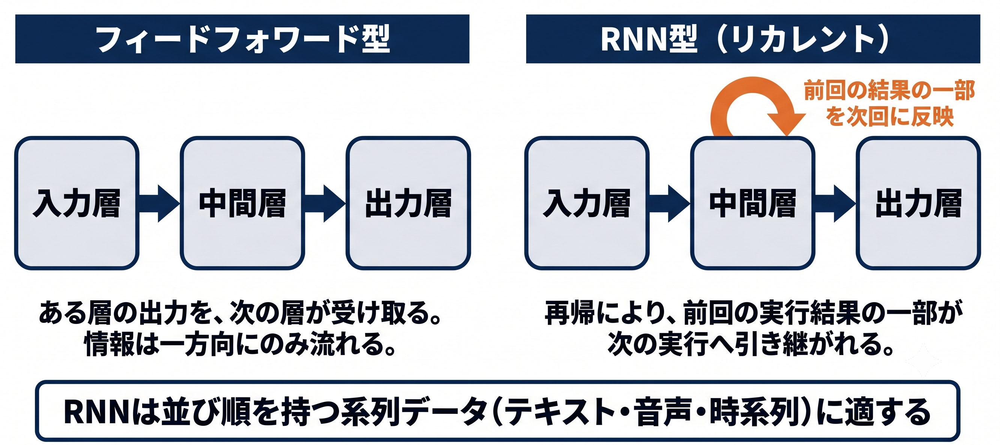 フィードフォワード型
入力層
中間層
出力層
ある層の出力を、次の層が受け取る。
情報は一方向にのみ流れる。
RNN型（リカレント）
前回の結果の一部
を次回に反映
入力層
中間層
出力層
再帰により、前回の実行結果の一部が
次の実行へ引き継がれる。
RNNは並び順を持つ系列データ（テキスト・音声・時系列）に適する